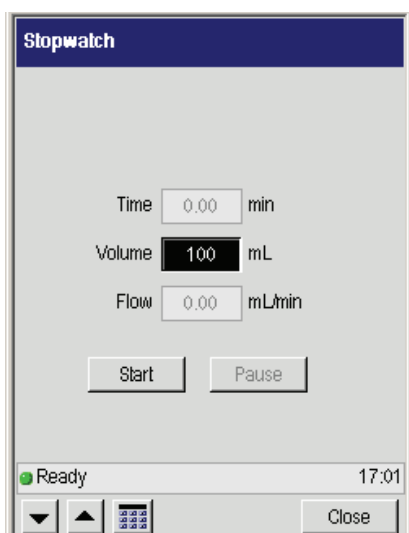 Stopwatch
Time 0.00 min
Volume 100 mL
Flow 0.00 mL/min
Start Pause
Ready 17:01
Close